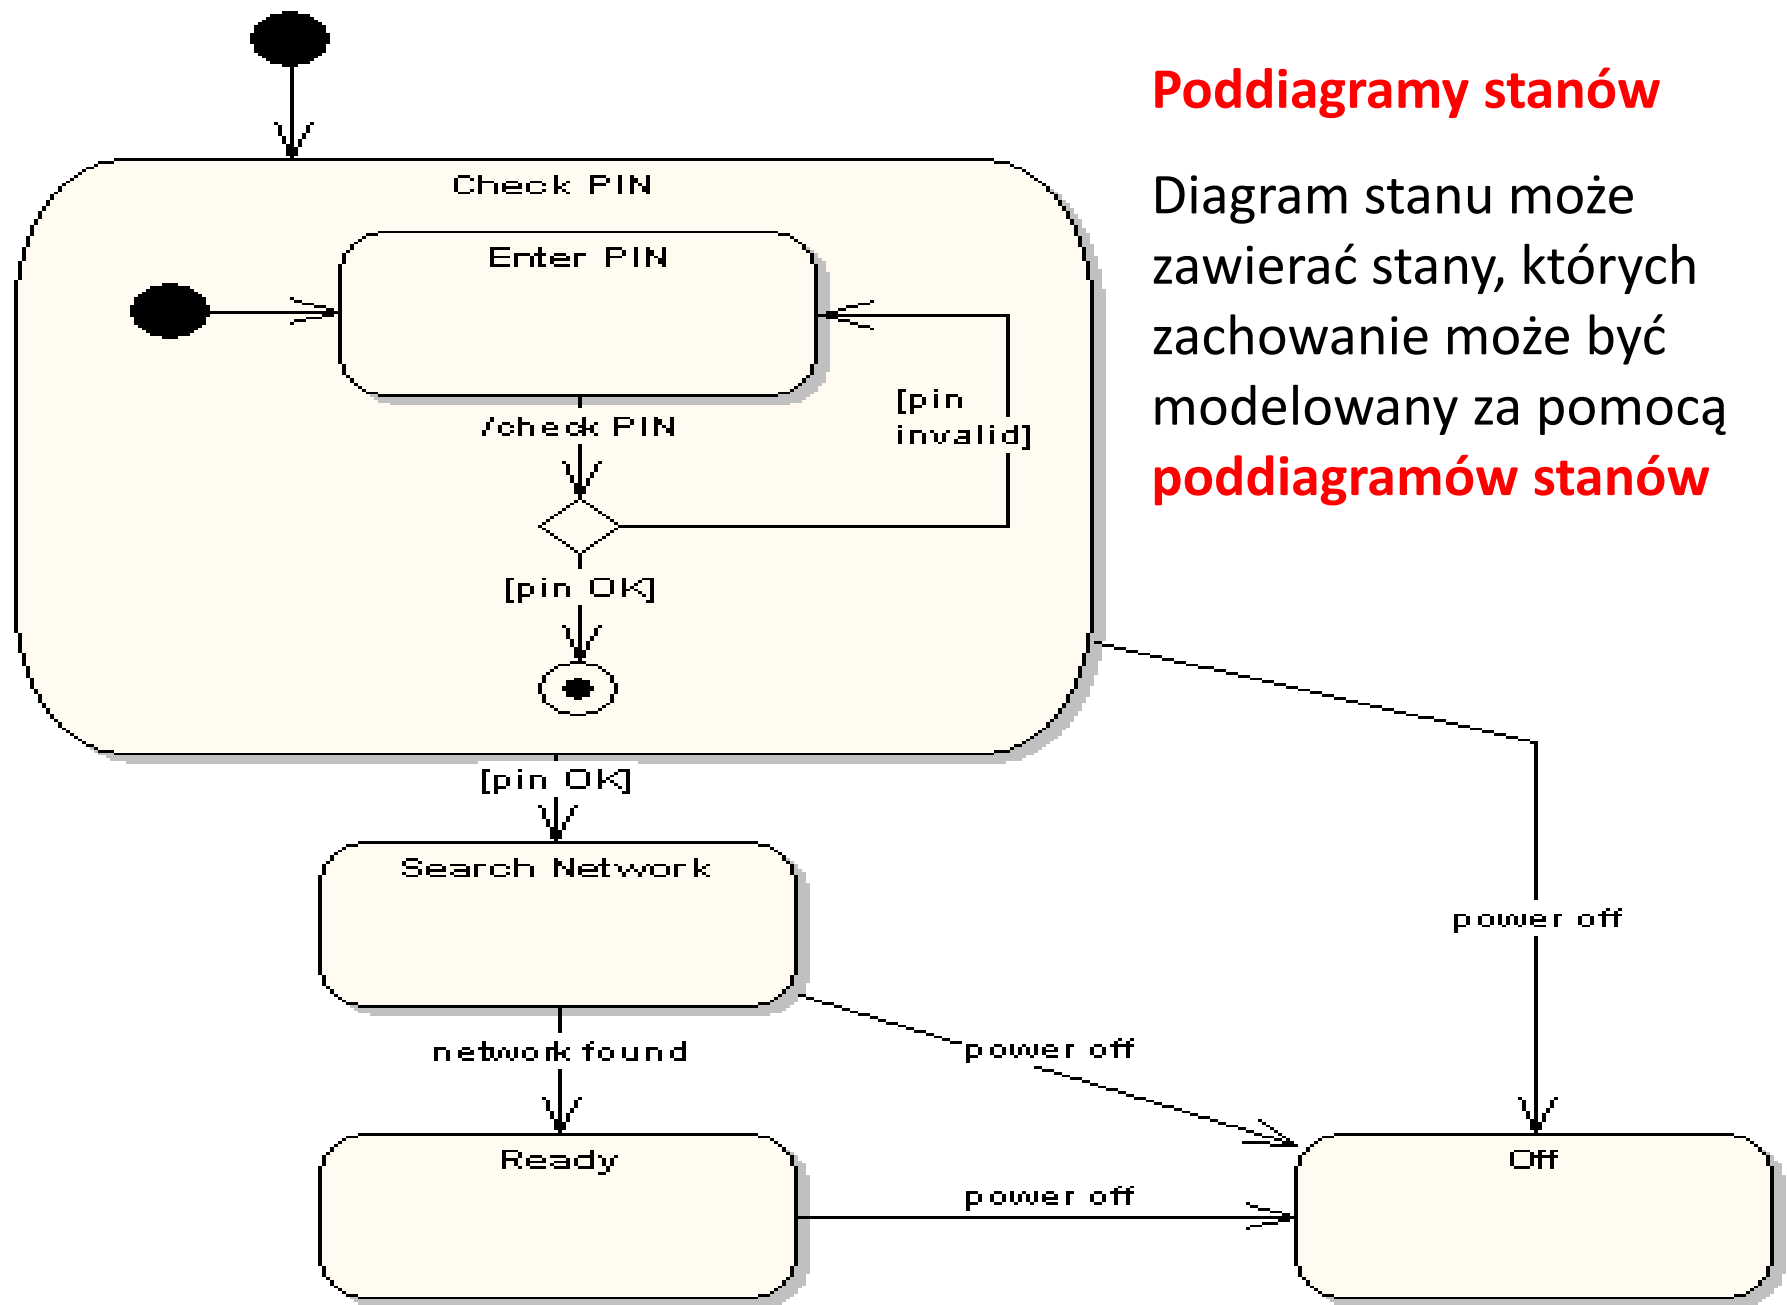 Poddiagramy stanów
Diagram stanu może
zawierać stany, których
zachowanie może być
modelowany za pomocą
poddiagramów stanów
Check PIN
Enter PIN
[pin
invalid]
/check PIN
[pin OK]
[pin OK]
Search Network
power off
network found
power off
Ready
Off
power off